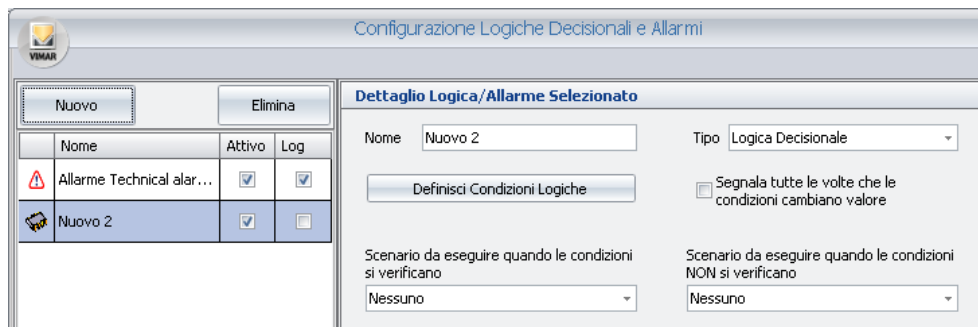 Configurazione Logiche Decisionali e Allarmi
VIMAR
Nuovo
Elimina
Nome
Attivo
Log
Allarme Technical alar...
Nuovo 2
Dettaglio Logica/Allarme Selezionato
Nome
Nuovo 2
Tipo
Logica Decisionale
Definisci Condizioni Logiche
Segnala tutte le volte che le
condizioni cambiano valore
Scenario da eseguire quando le condizioni
si verificano
Nessuno
Scenario da eseguire quando le condizioni
NON si verificano
Nessuno